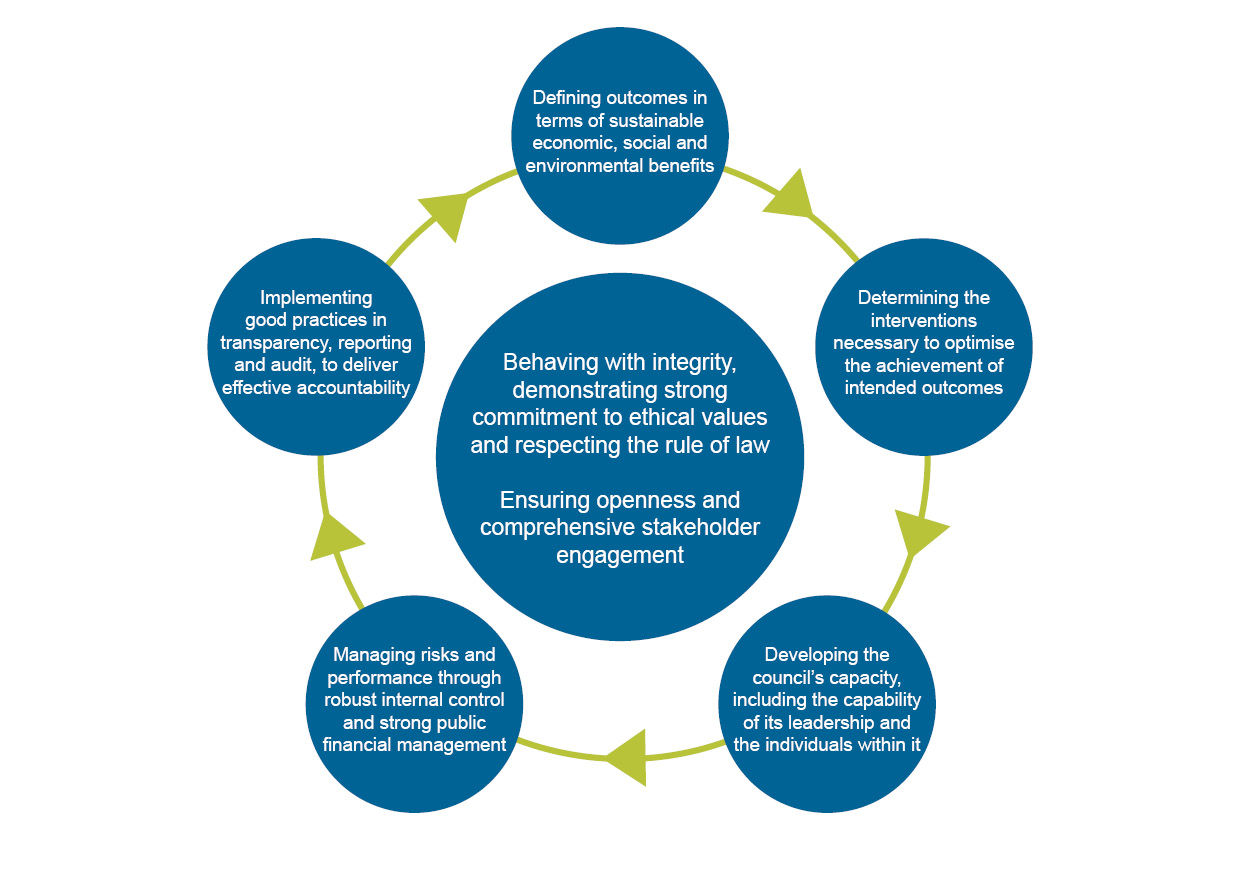 Defining outcomes in
terms of sustainable
economic, social and
environmental benefits
Determining the
interventions
necessary to optimise
the achievement of
intended outcomes
Developing the
council’s capacity,
including the capability
of its leadership and
the individuals within it
Managing risks and
performance through
robust internal control
and strong public
financial management
Implementing
good practices in
transparency, reporting
and audit, to deliver
effective accountability
Behaving with integrity,
demonstrating strong
commitment to ethical values
and respecting the rule of law
Ensuring openness and
comprehensive stakeholder
engagement